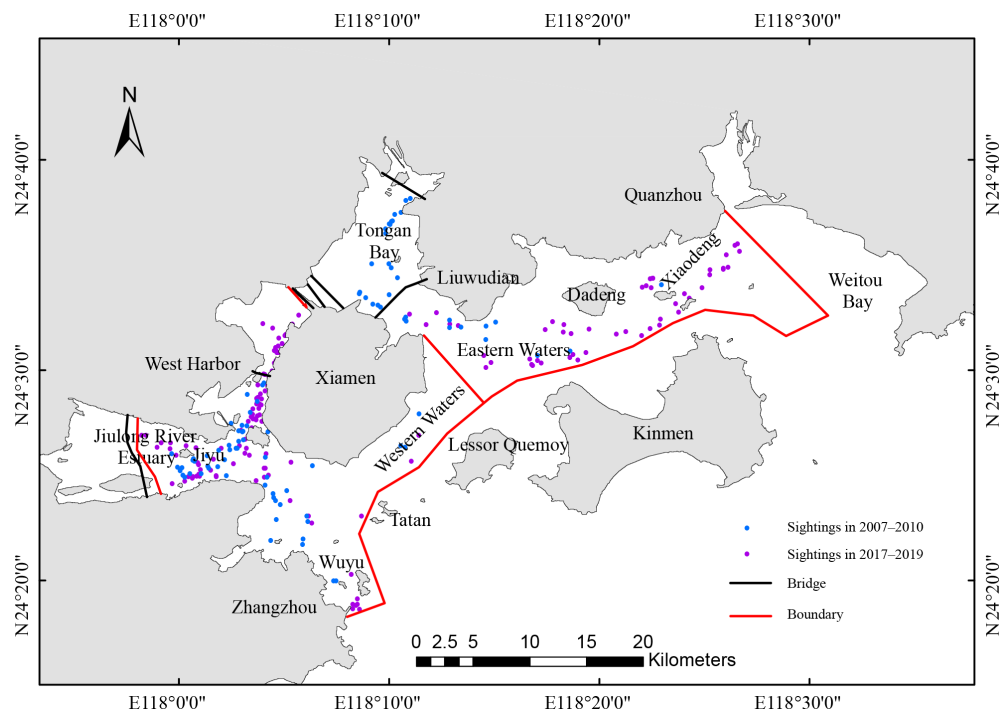 E118°0'0" E118°10'0" E118°20'0" E118°30'0"
N
N24°40'0"
N24°40'0"
Quanzhou
Tongan
Bay
Xiaodeng
Liuwudian
Weitou
Bay
Dadeng
Eastern Waters
West Harbor
Xiamen
N24°30'0"
N24°30'0"
Western Waters
Jiulong River
Estuary
Jiyu
Lessor Quemoy
Kinmen
Tatan
Sightings in 2007–2010
Sightings in 2017–2019
Wuyu
Bridge
N24°20'0"
N24°20'0"
Zhangzhou
Boundary
0 2.5 5 10 15 20
Kilometers
E118°0'0" E118°10'0" E118°20'0" E118°30'0"